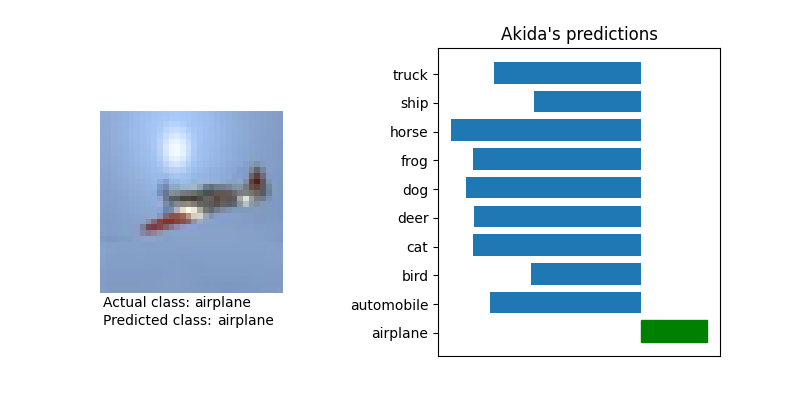 Akida's predictions
truck
ship
horse
frog
dog
deer
cat
bird
automobile
airplane
Actual class: airplane
Predicted class: airplane